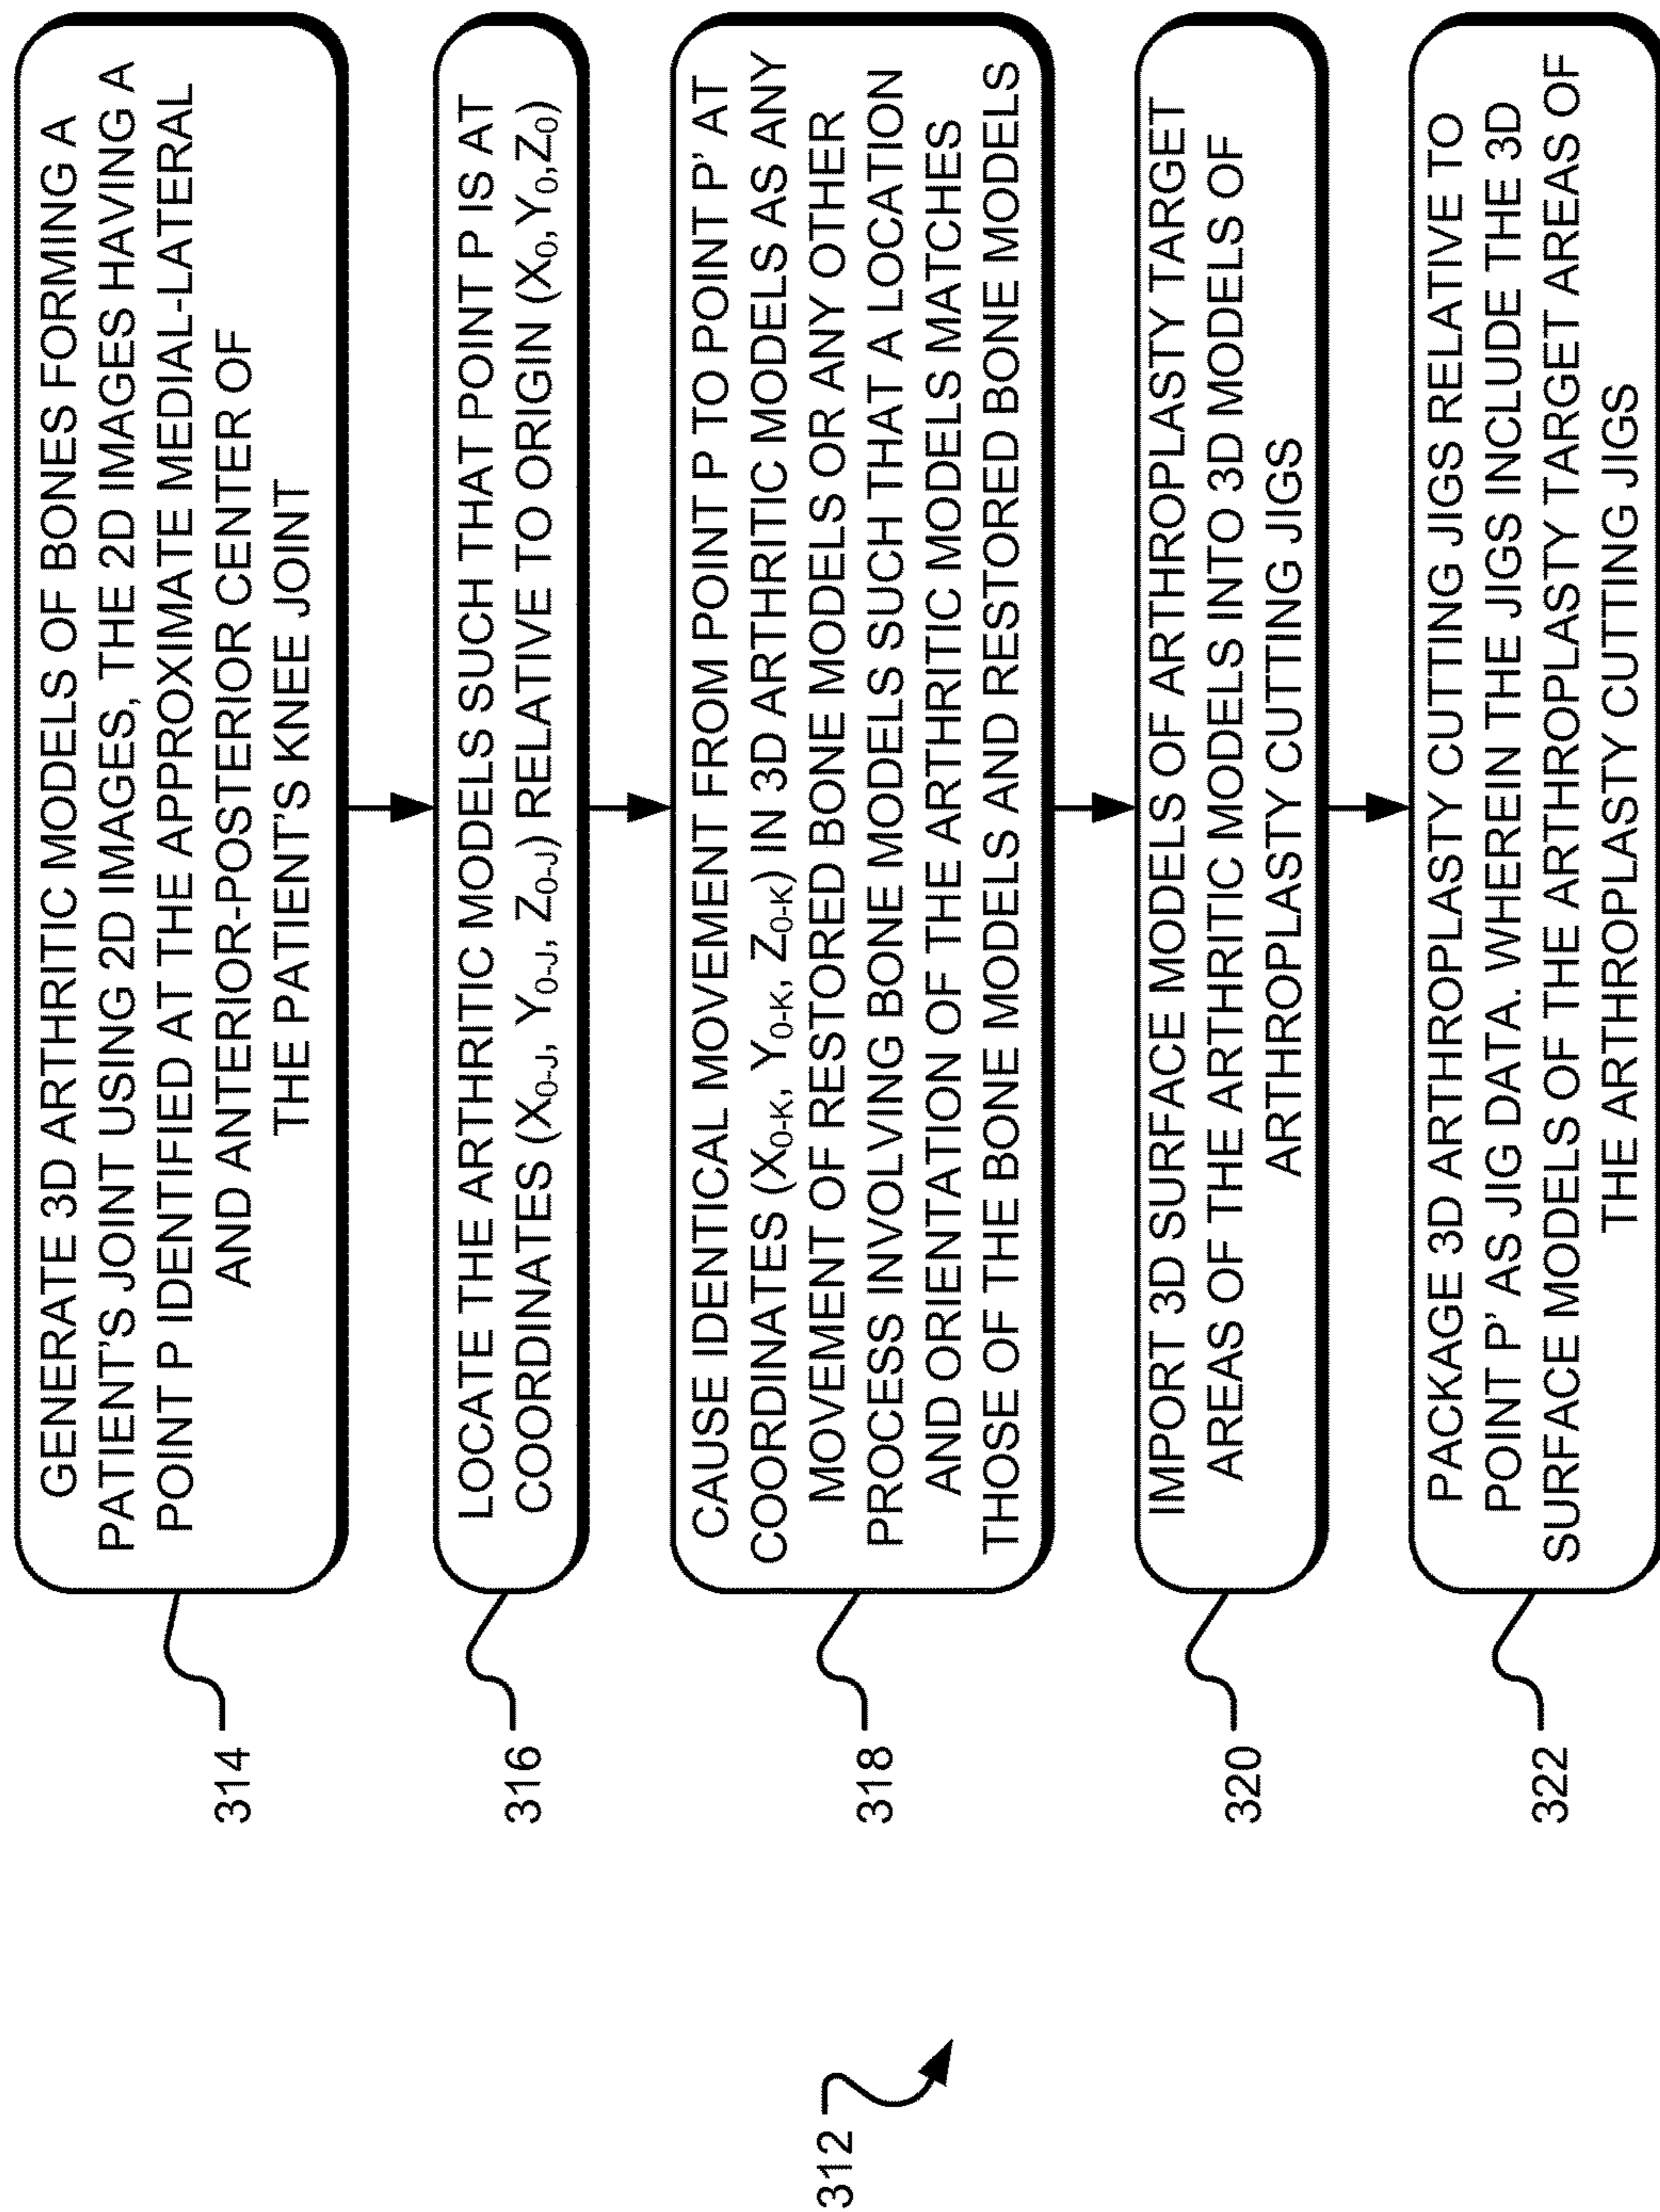 GENERATE 3D ARTHRITIC MODELS OF BONES FORMING A
PATIENT'S JOINT USING 2D IMAGES, THE 2D IMAGES HAVING A
POINT P IDENTIFIED AT THE APPROXIMATE MEDIAL-LATERAL
AND ANTERIOR-POSTERIOR CENTER OF
THE PATIENT'S KNEE JOINT
314
LOCATE THE ARTHRITIC MODELS SUCH THAT POINT P IS AT
COORDINATES (X0-J, Y0-J, Z0-J) RELATIVE TO ORIGIN (X0,Y0,Z0)
316
CAUSE IDENTICAL MOVEMENT FROM POINT P TO POINT P' AT
COORDINATES (X0-K, Y0-K, Z0-K) IN 3D ARTHRITIC MODELS AS ANY
MOVEMENT OF RESTORED BONE MODELS OR ANY OTHER
PROCESS INVOLVING BONE MODELS SUCH THAT A LOCATION
AND ORIENTATION OF THE ARTHRITIC MODELS MATCHES
THOSE OF THE BONE MODELS AND RESTORED BONE MODELS
318
IMPORT 3D SURFACE MODELS OF ARTHROPLASTY TARGET
AREAS OF THE ARTHRITIC MODELS INTO 3D MODELS OF
ARTHROPLASTY CUTTING JIGS
320
PACKAGE 3D ARTHROPLASTY CUTTING JIGS RELATIVE TO
POINT P' AS JIG DATA. WHEREIN THE JIGS INCLUDE THE 3D
SURFACE MODELS OF THE ARTHROPLASTY TARGET AREAS OF
THE ARTHROPLASTY CUTTING JIGS
322
312